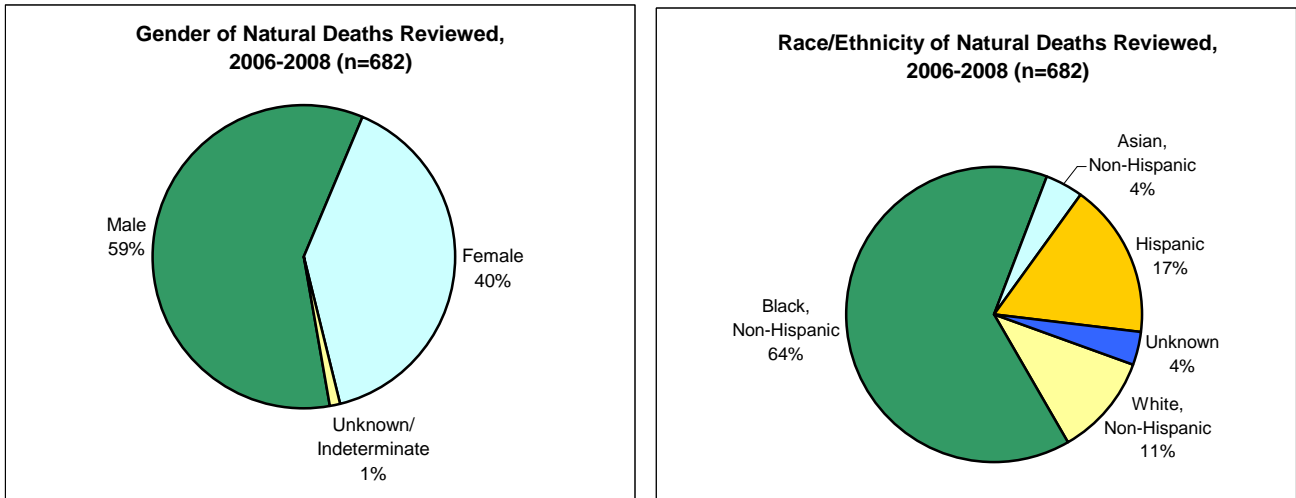 Gender of Natural Deaths Reviewed,
2006-2008 (n=682)
Male
59%
Female
40%
Unknown/
Indeterminate
1%
Race/Ethnicity of Natural Deaths Reviewed,
2006-2008 (n=682)
Asian,
Non-Hispanic
4%
Hispanic
17%
Black,
Non-Hispanic
64%
Unknown
4%
White,
Non-Hispanic
11%